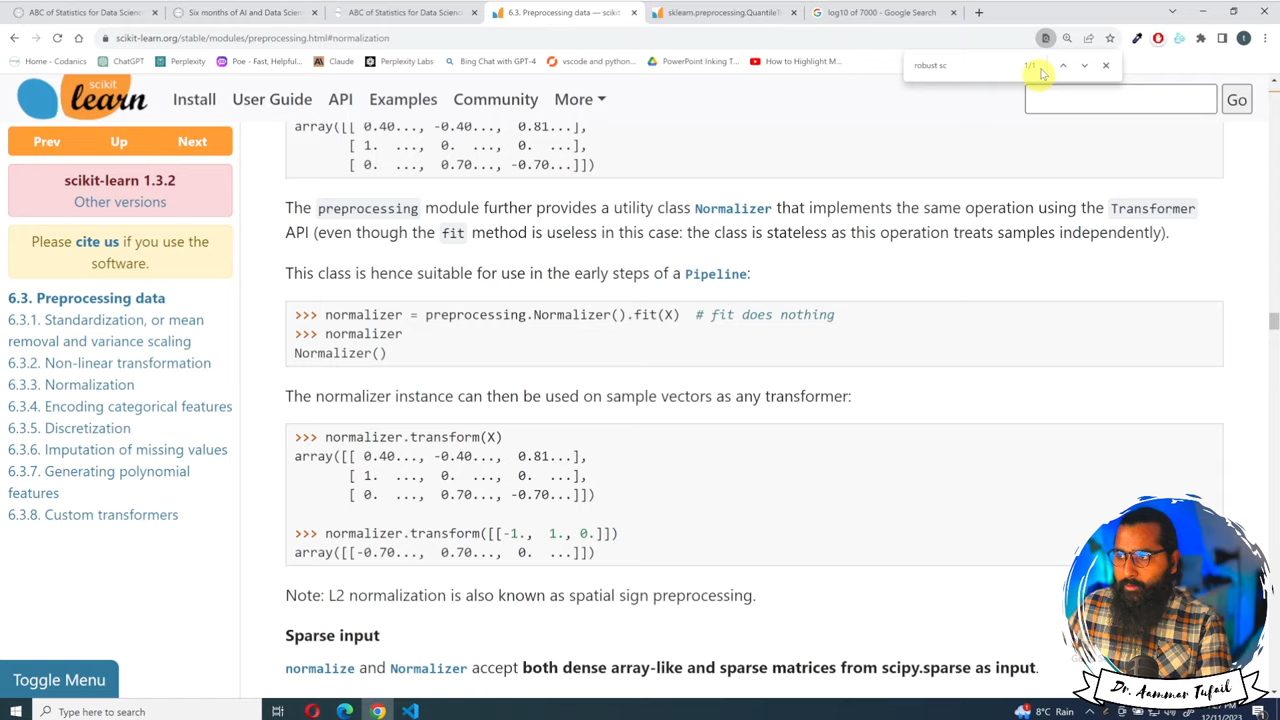 ABC of Statistics for Data Scienc
Six months of AI and Data Scien
ABC of Statistics for Data Scienc
6.3. Preprocessing data — scikit
sklearn.preprocessing.QuantileT
log10 of 7000 - Google Search
scikit-learn.org/stable/modules/preprocessing.html#normalization
Home - Codanics
ChatGPT
Perplexity
Poe - Fast, Helpful...
Claude
Perplexity
Bing Chat with GPT-4
vscode and python...
PowerPoint Making T...
How to Highlight M...
robust sc
1/1
scikit
learn
Install
User Guide
API
Examples
Community
More
Go
Prev
Up
Next
scikit-learn 1.3.2
Other versions
Please cite us if you use the
software.
6.3. Preprocessing data
6.3.1. Standardization, or mean
removal and variance scaling
6.3.2. Non-linear transformation
6.3.3. Normalization
6.3.4. Encoding categorical features
6.3.5. Discretization
6.3.6. Imputation of missing values
6.3.7. Generating polynomial
features
6.3.8. Custom transformers
Toggle Menu
array([[ 0.40..., -0.40..., 0.81...],
[ 1. ..., 0. ..., 0. ...],
[ 0. ..., 0.70..., -0.70...]])
The preprocessing module further provides a utility class Normalizer that implements the same operation using the Transformer
API (even though the fit method is useless in this case: the class is stateless as this operation treats samples independently).
This class is hence suitable for use in the early steps of a Pipeline:
>>> normalizer = preprocessing.Normalizer().fit(X) # fit does nothing
>>> normalizer
Normalizer()
The normalizer instance can then be used on sample vectors as any transformer:
>>> normalizer.transform(X)
array([[ 0.40..., -0.40..., 0.81...],
[ 1. ..., 0. ..., 0. ...],
[ 0. ..., 0.70..., -0.70...]])
>>> normalizer.transform([[-1., 1., 0.]])
array([[-0.70..., 0.70..., 0. ...]])
Note: L2 normalization is also known as spatial sign preprocessing.
Sparse input
normalize and Normalizer accept both dense array-like and sparse matrices from scipy.sparse as input.
Dr. Aammar Tufail
Type here to search
8°C Rain
12/11/2023